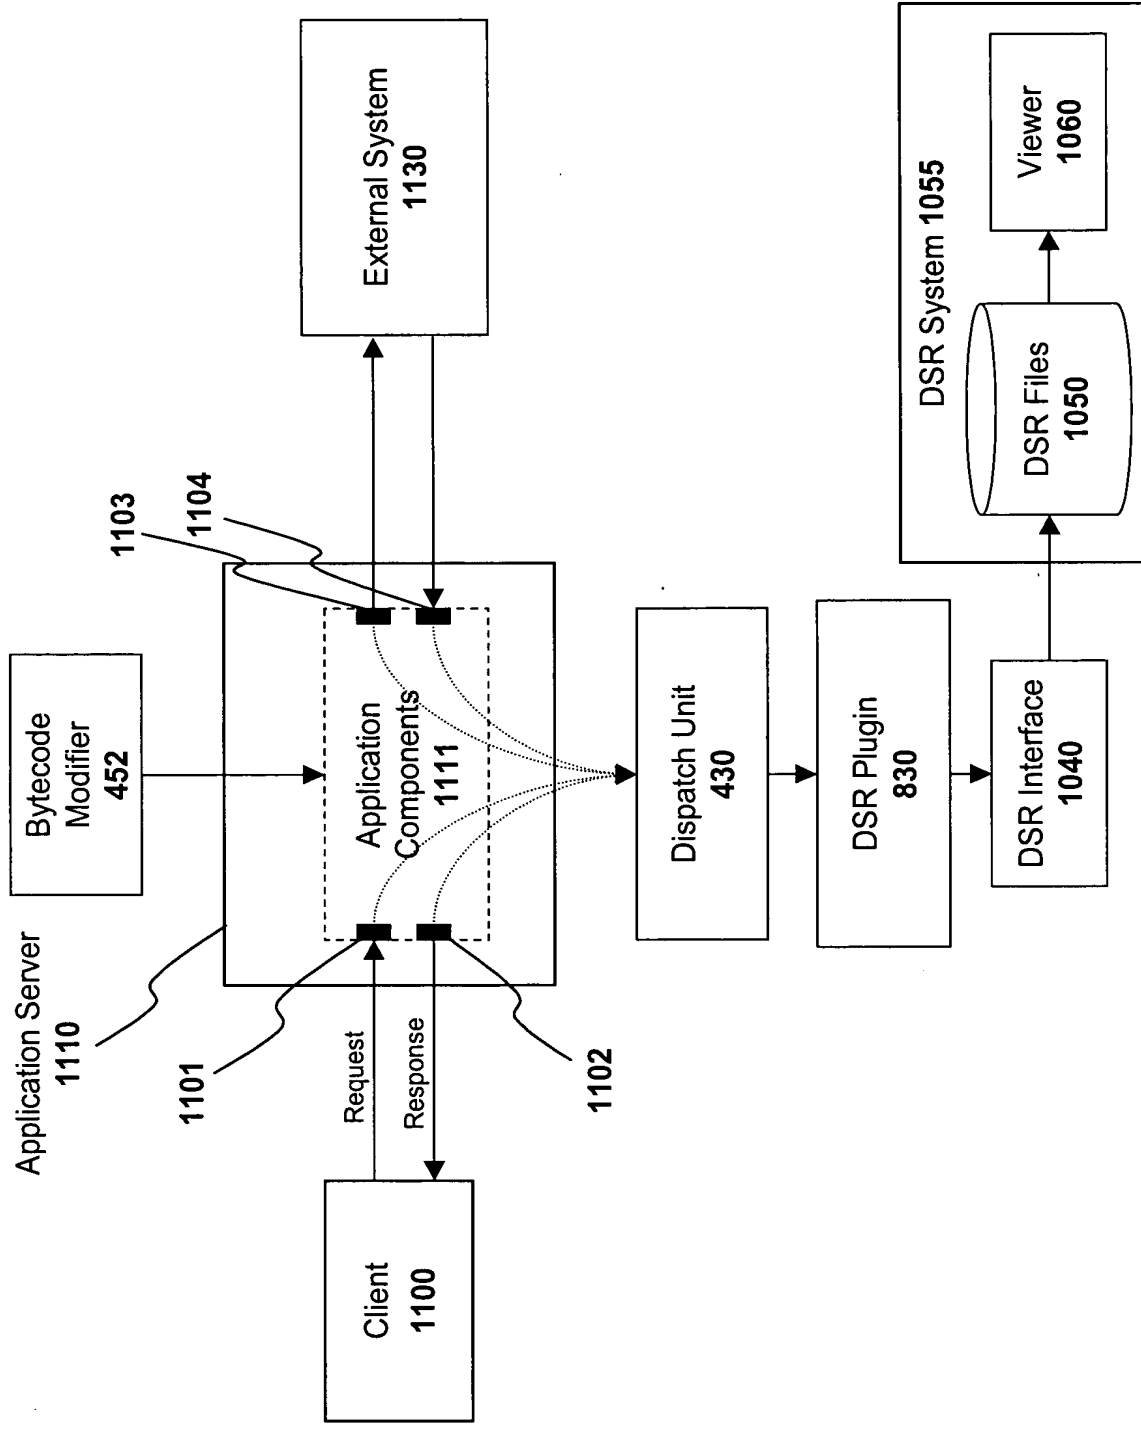 Application Server
1110
Bytecode
Modifier
452
1103
1104
1101
1102
Client
1100
Request
Response
Application
Components
1111
External System
1130
Dispatch Unit
430
DSR Plugin
830
DSR Interface
1040
DSR System 1055
DSR Files
1050
Viewer
1060